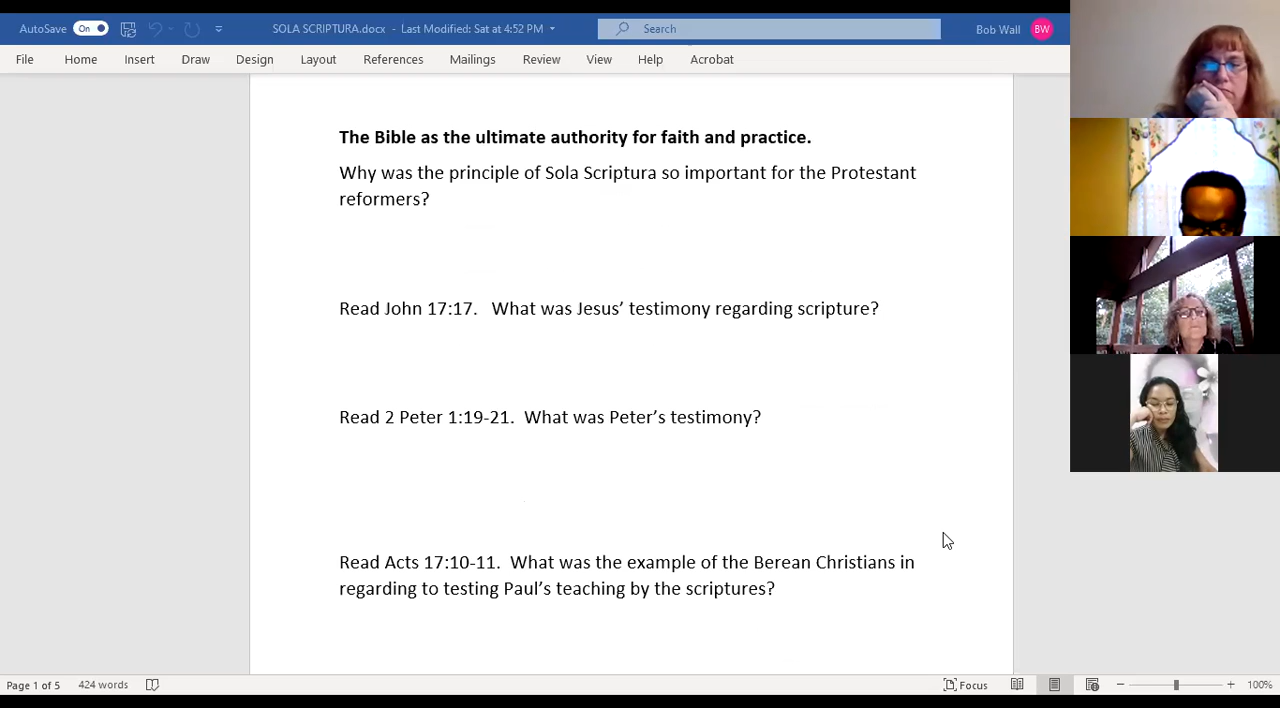 AutoSave On SOLA SCRIPTURA.docx - Last Modified: Sat at 4:52 PM Search Bob Wall BW
File Home Insert Draw Design Layout References Mailings Review View Help Acrobat
The Bible as the ultimate authority for faith and practice.
Why was the principle of Sola Scriptura so important for the Protestant
reformers?
Read John 17:17. What was Jesus’ testimony regarding scripture?
Read 2 Peter 1:19-21. What was Peter’s testimony?
Read Acts 17:10-11. What was the example of the Berean Christians in
regarding to testing Paul’s teaching by the scriptures?
Page 1 of 5 424 words Focus 100%